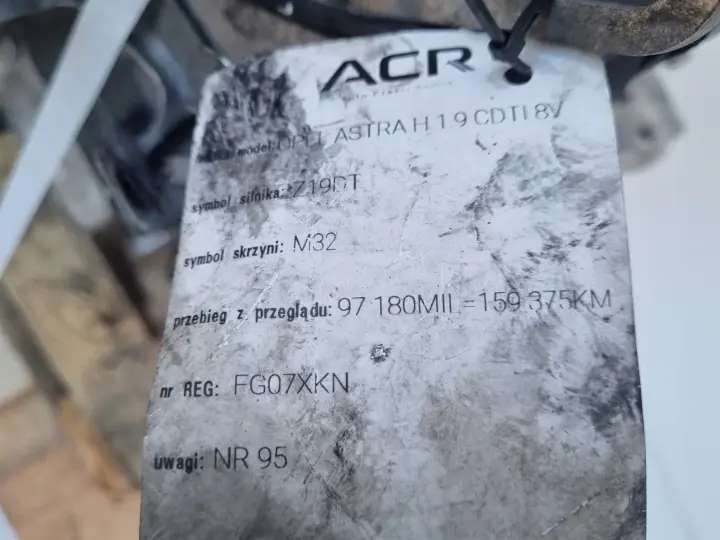 ACR
model: OPEL ASTRA H 1.9 CDTI 8V
symbol silnika: Z19DT
symbol skrzyni: M32
przebieg z przeglądu: 97 180MIL =159 375KM
nr REG: FG07XKN
uwagi: NR 95